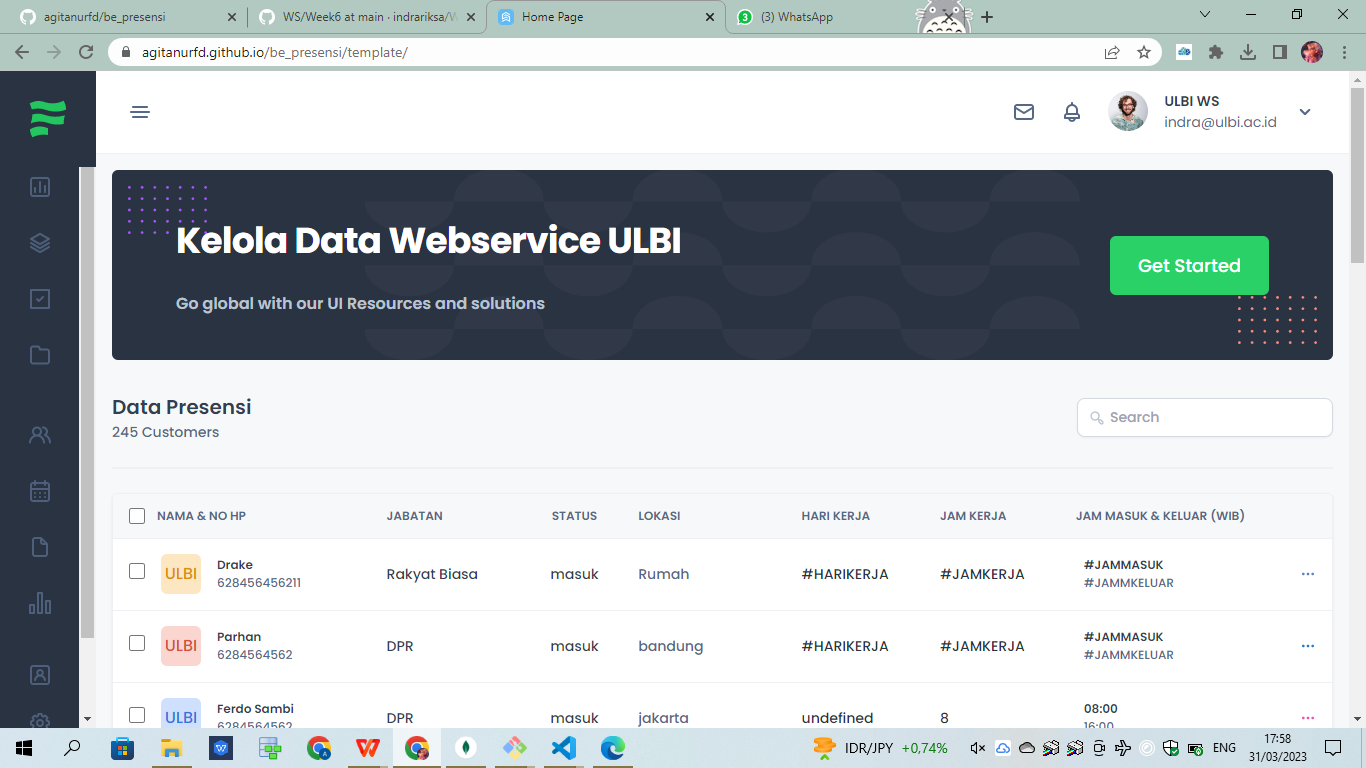 agitanurfd/be_presensi
WS/Week6 at main · indrariksa/W
Home Page
(3) WhatsApp
agitanurfd.github.io/be_presensi/template/
ULBI WS
indra@ulbi.ac.id
Kelola Data Webservice ULBI
Go global with our UI Resources and solutions
Get Started
Data Presensi
245 Customers
Search
NAMA & NO HP JABATAN STATUS LOKASI HARI KERJA JAM KERJA JAM MASUK & KELUAR (WIB)
ULBI Drake Rakyat Biasa masuk Rumah #HARIKERJA #JAMKERJA #JAMMASUK
628456456211 #JAMMKELUAR
ULBI Parhan DPR masuk bandung #HARIKERJA #JAMKERJA #JAMMASUK
6284564562 #JAMMKELUAR
ULBI Ferdo Sambi DPR masuk jakarta undefined 8 08:00
6284564562 16:00
IDR/JPY +0,74%
ENG
17:58
31/03/2023